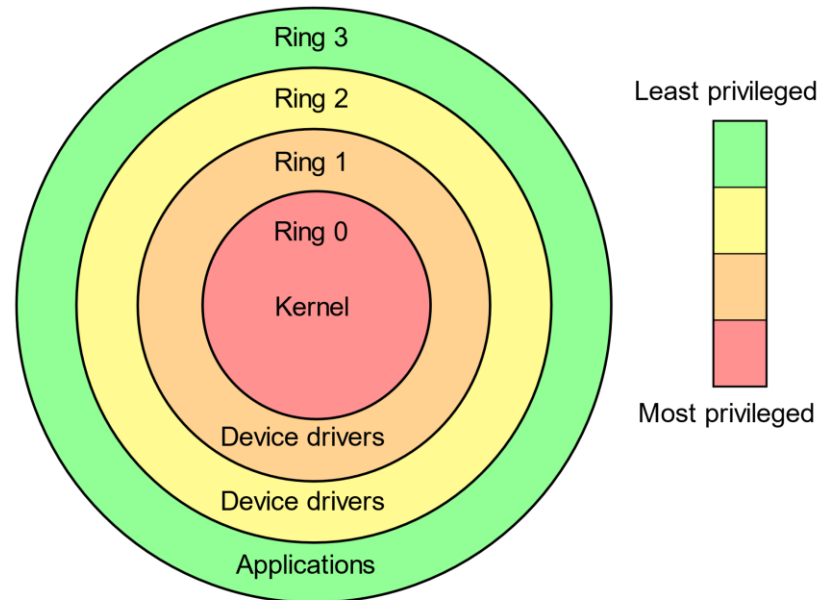 Ring 3
Ring 2
Ring 1
Ring 0
Kernel
Device drivers
Device drivers
Applications
Least privileged
Most privileged